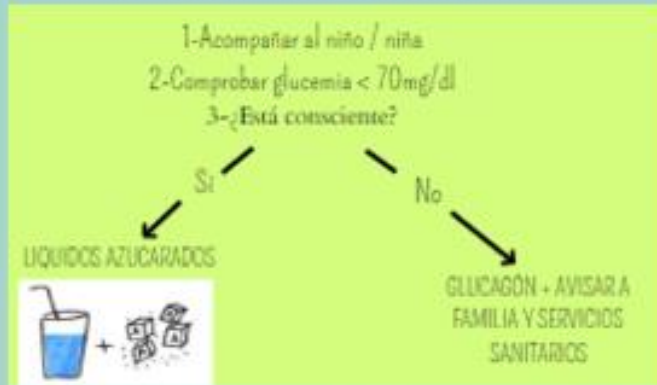 1-Acompañar al niño / niña
2-Comprobar glucemia < 70mg/dl
3-¿Está consciente?
Si
No
LIQUIDOS AZUCARADOS
GLUCAGÓN + AVISAR A
FAMILIA Y SERVICIOS
SANITARIOS
+